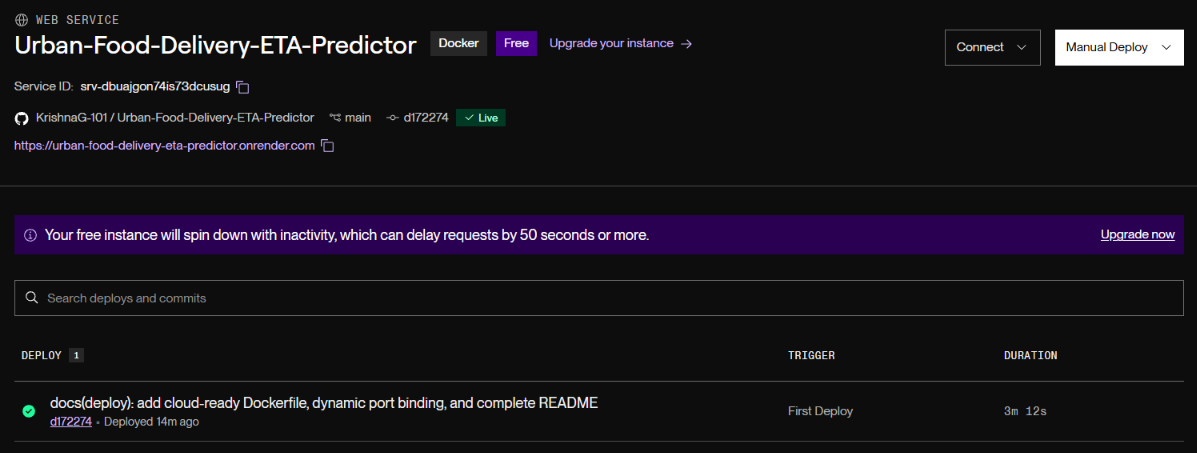 WEB SERVICE
Urban-Food-Delivery-ETA-Predictor Docker Free Upgrade your instance → Connect Manual Deploy
Service ID: srv-dbuajgon74is73dcusug
KrishnaG-101 / Urban-Food-Delivery-ETA-Predictor main d172274 Live
https://urban-food-delivery-eta-predictor.onrender.com
Your free instance will spin down with inactivity, which can delay requests by 50 seconds or more. Upgrade now
Search deploys and commits
DEPLOY 1 TRIGGER DURATION
docs(deploy): add cloud-ready Dockerfile, dynamic port binding, and complete README
d172274 • Deployed 14m ago First Deploy 3m 12s